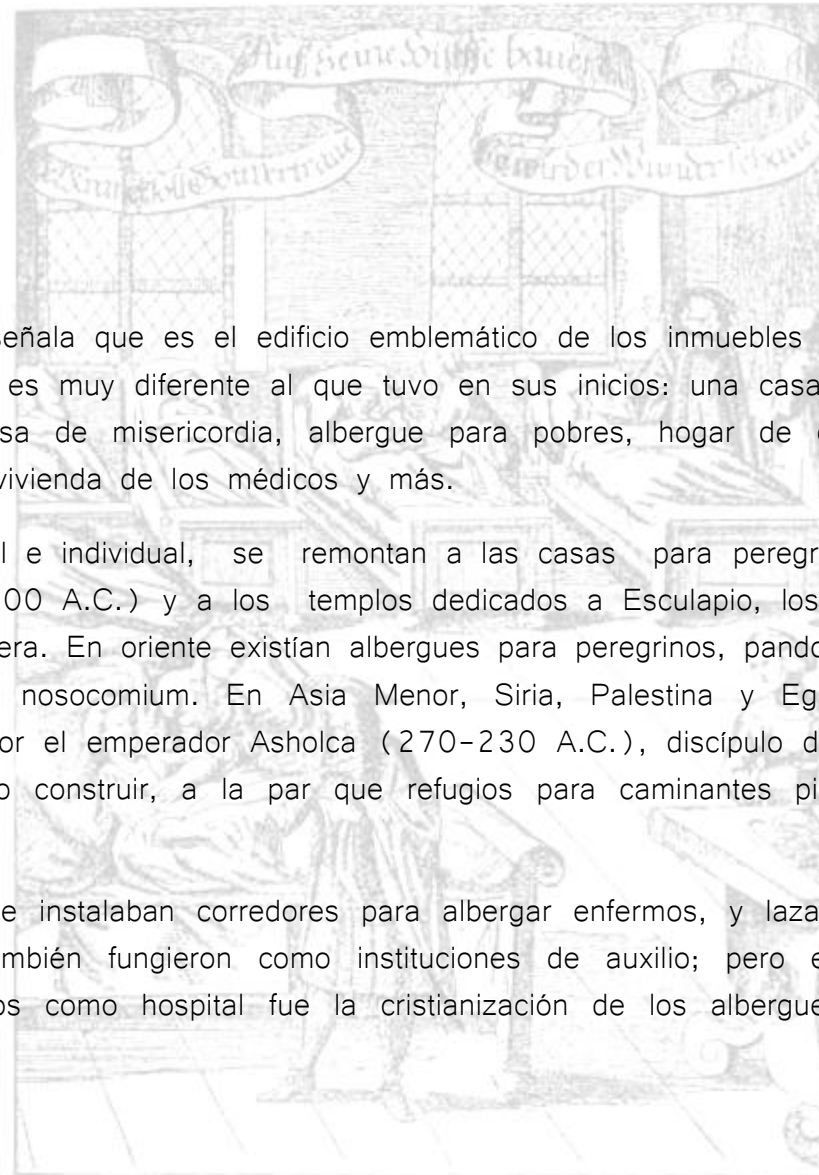 Auf Seine
señala que es el edificio emblemático de los inmuebles
es muy diferente al que tuvo en sus inicios: una casa
sa de misericordia, albergue para pobres, hogar de
vivienda de los médicos y más.
l e individual, se remontan a las casas para peregr
00 A.C.) y a los templos dedicados a Esculapio, los
era. En oriente existían albergues para peregrinos, pando
nosocomium. En Asia Menor, Siria, Palestina y Eg
or el emperador Asholca (270-230 A.C.), discípulo d
o construir, a la par que refugios para caminantes pi
e instalaban corredores para albergar enfermos, y laza
mbién fungieron como instituciones de auxilio; pero e
os como hospital fue la cristianización de los albergue